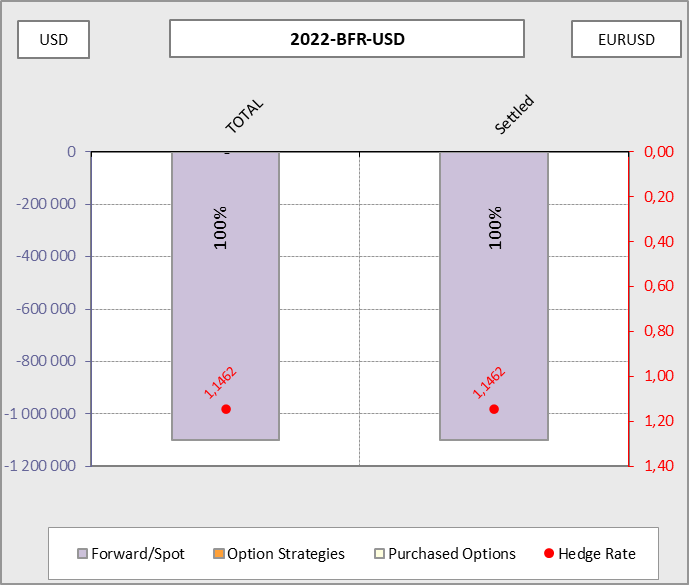 USD
2022-BFR-USD
EURUSD
TOTAL
Settled
0
-200 000
-400 000
-600 000
-800 000
-1 000 000
-1 200 000
100%
100%
1,1462
1,1462
0,00
0,20
0,40
0,60
0,80
1,00
1,20
1,40
Forward/Spot
Option Strategies
Purchased Options
Hedge Rate